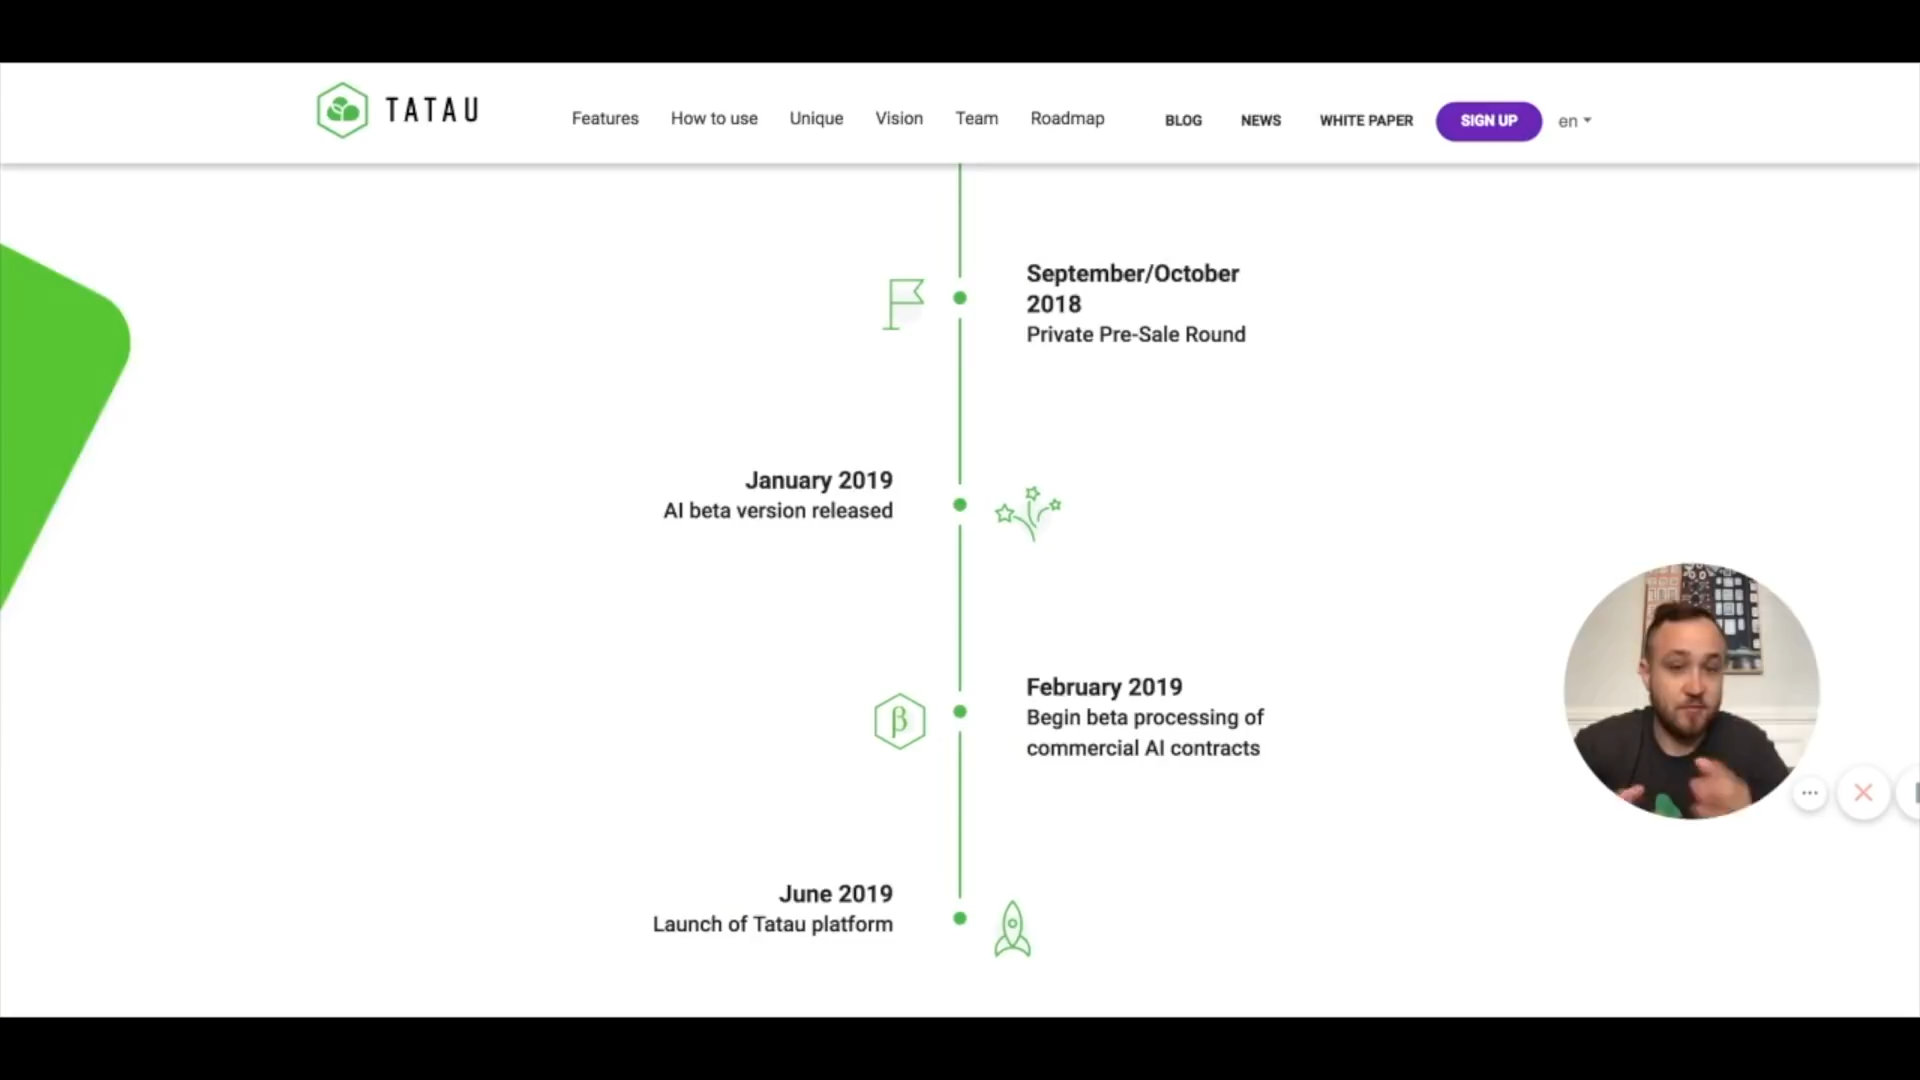 TATAU
Features
How to use
Unique
Vision
Team
Roadmap
BLOG
NEWS
WHITE PAPER
SIGN UP
en
September/October
2018
Private Pre-Sale Round
January 2019
AI beta version released
β
February 2019
Begin beta processing of
commercial AI contracts
June 2019
Launch of Tatau platform